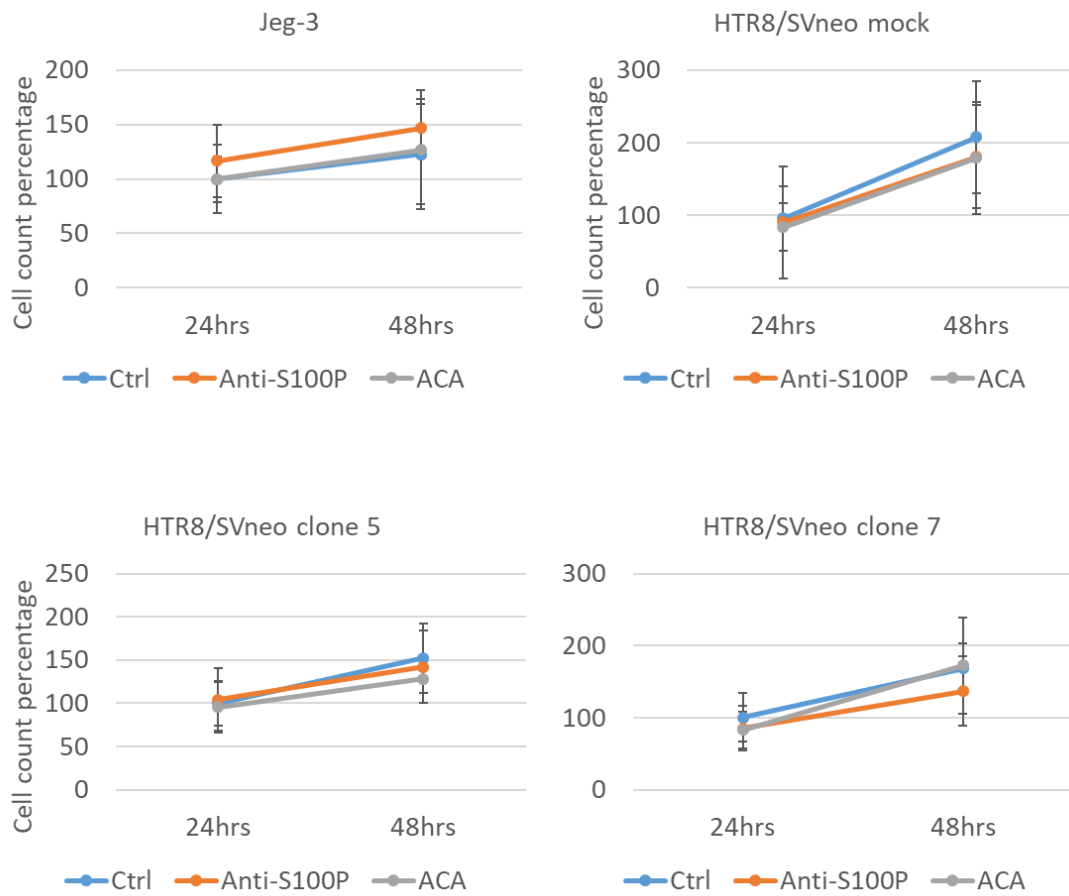 Jeg-3
Cell count percentage
200
150
100
50
0
24hrs 48hrs
Ctrl Anti-S100P ACA
HTR8/SVneo mock
Cell count percentage
300
200
100
0
24hrs 48hrs
Ctrl Anti-S100P ACA
HTR8/SVneo clone 5
Cell count percentage
250
200
150
100
50
0
24hrs 48hrs
Ctrl Anti-S100P ACA
HTR8/SVneo clone 7
300
200
100
0
24hrs 48hrs
Ctrl Anti-S100P ACA